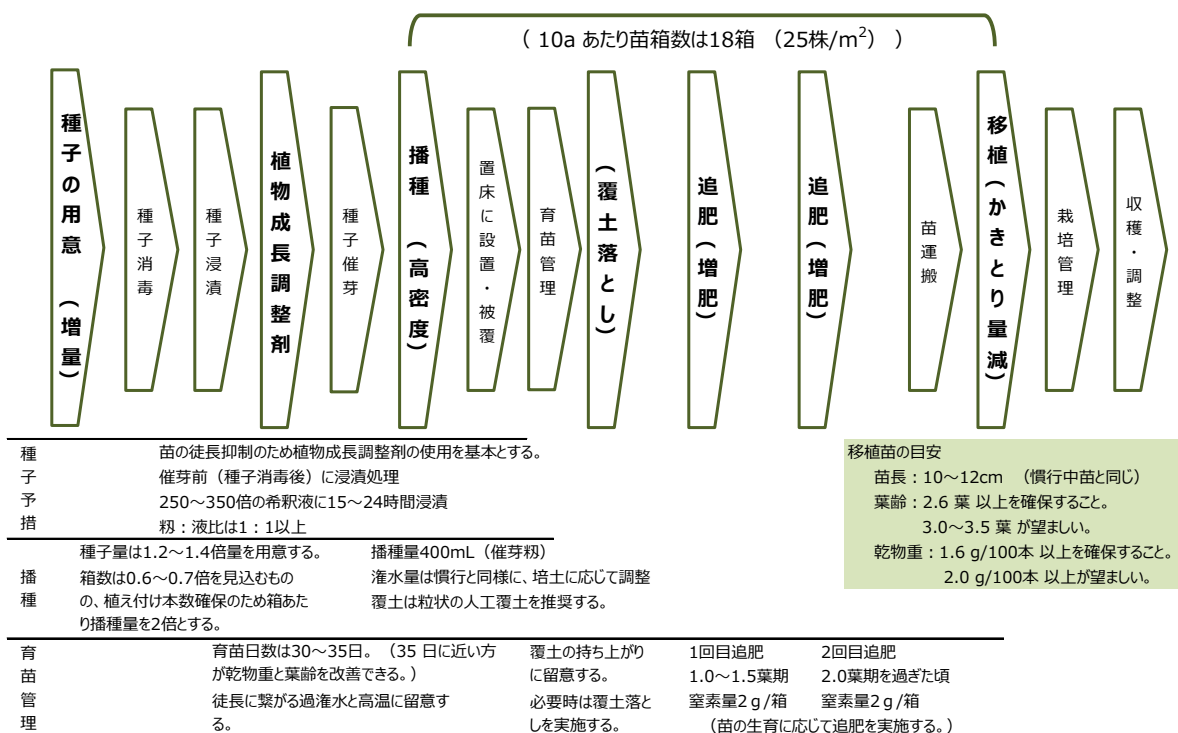 （ 10a あたり苗箱数は18箱 （25株/m2） ）
種子の用意 （増量）
種子消毒
種子浸漬
植物成長調整剤
種子催芽
播種 （高密度）
置床に設置・被覆
育苗管理
（覆土落とし）
追肥（増肥）
追肥（増肥）
苗運搬
移植（かきとり量減）
栽培管理
収穫・調整
種子予措
苗の徒長抑制のため植物成長調整剤の使用を基本とする。
催芽前（種子消毒後）に浸漬処理
250～350倍の希釈液に15～24時間浸漬
籾：液比は1：1以上
播種
種子量は1.2～1.4倍量を用意する。
箱数は0.6～0.7倍を見込むもの
の、植え付け本数確保のため箱あた
り播種量を2倍とする。
播種量400mL（催芽籾）
潅水量は慣行と同様に、培土に応じて調整
覆土は粒状の人工覆土を推奨する。
育苗管理
育苗日数は30～35日。（35 日に近い方
が乾物重と葉齢を改善できる。）
徒長に繋がる過潅水と高温に留意す
る。
覆土の持ち上がり
に留意する。
必要時は覆土落と
しを実施する。
1回目追肥
1.0～1.5葉期
窒素量2ｇ/箱
2回目追肥
2.0葉期を過ぎた頃
窒素量2ｇ/箱
（苗の生育に応じて追肥を実施する。）
移植苗の目安
苗長：10～12cm （慣行中苗と同じ）
葉齢：2.6 葉 以上を確保すること。
3.0～3.5 葉 が望ましい。
乾物重：1.6 g/100本 以上を確保すること。
2.0 g/100本 以上が望ましい。